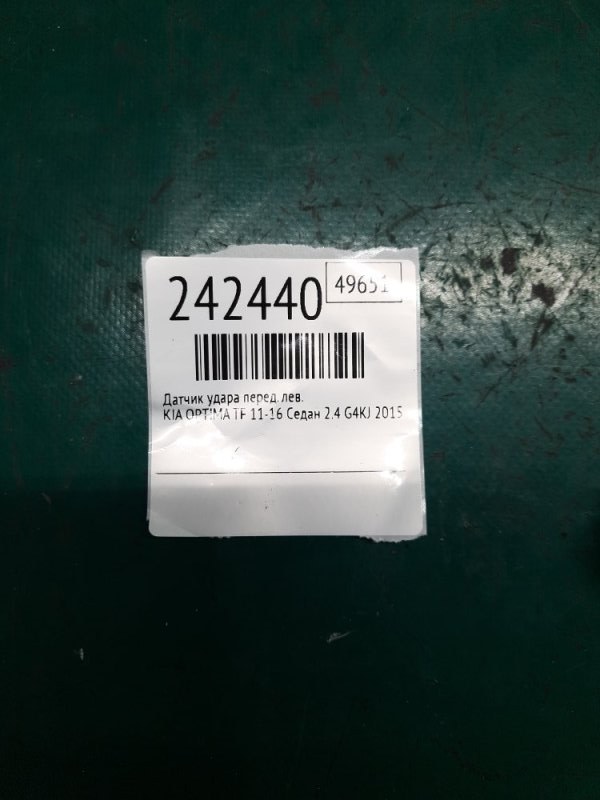 242440
49651
Датчик удара перед. лев.
KIA OPTIMA TF 11-16 Седан 2.4 G4KJ 2015